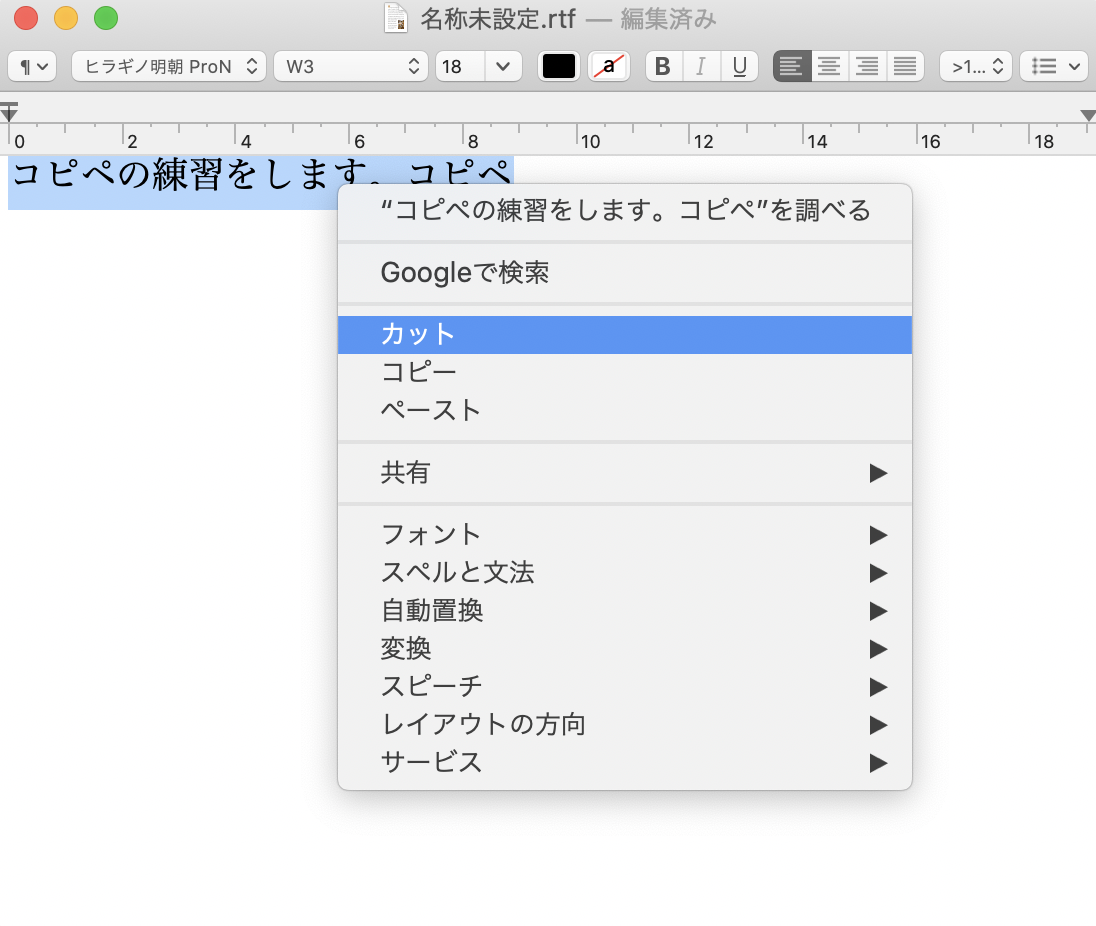 名称未設定.rtf — 編集済み
¶ ヒラギノ明朝 ProN W3 18 a B I U >1...
0 2 4 6 8 10 12 14 16 18
コピペの練習をします。コピペ
“コピペの練習をします。コピペ”を調べる
Googleで検索
カット
コピー
ペースト
共有
フォント
スペルと文法
自動置換
変換
スピーチ
レイアウトの方向
サービス